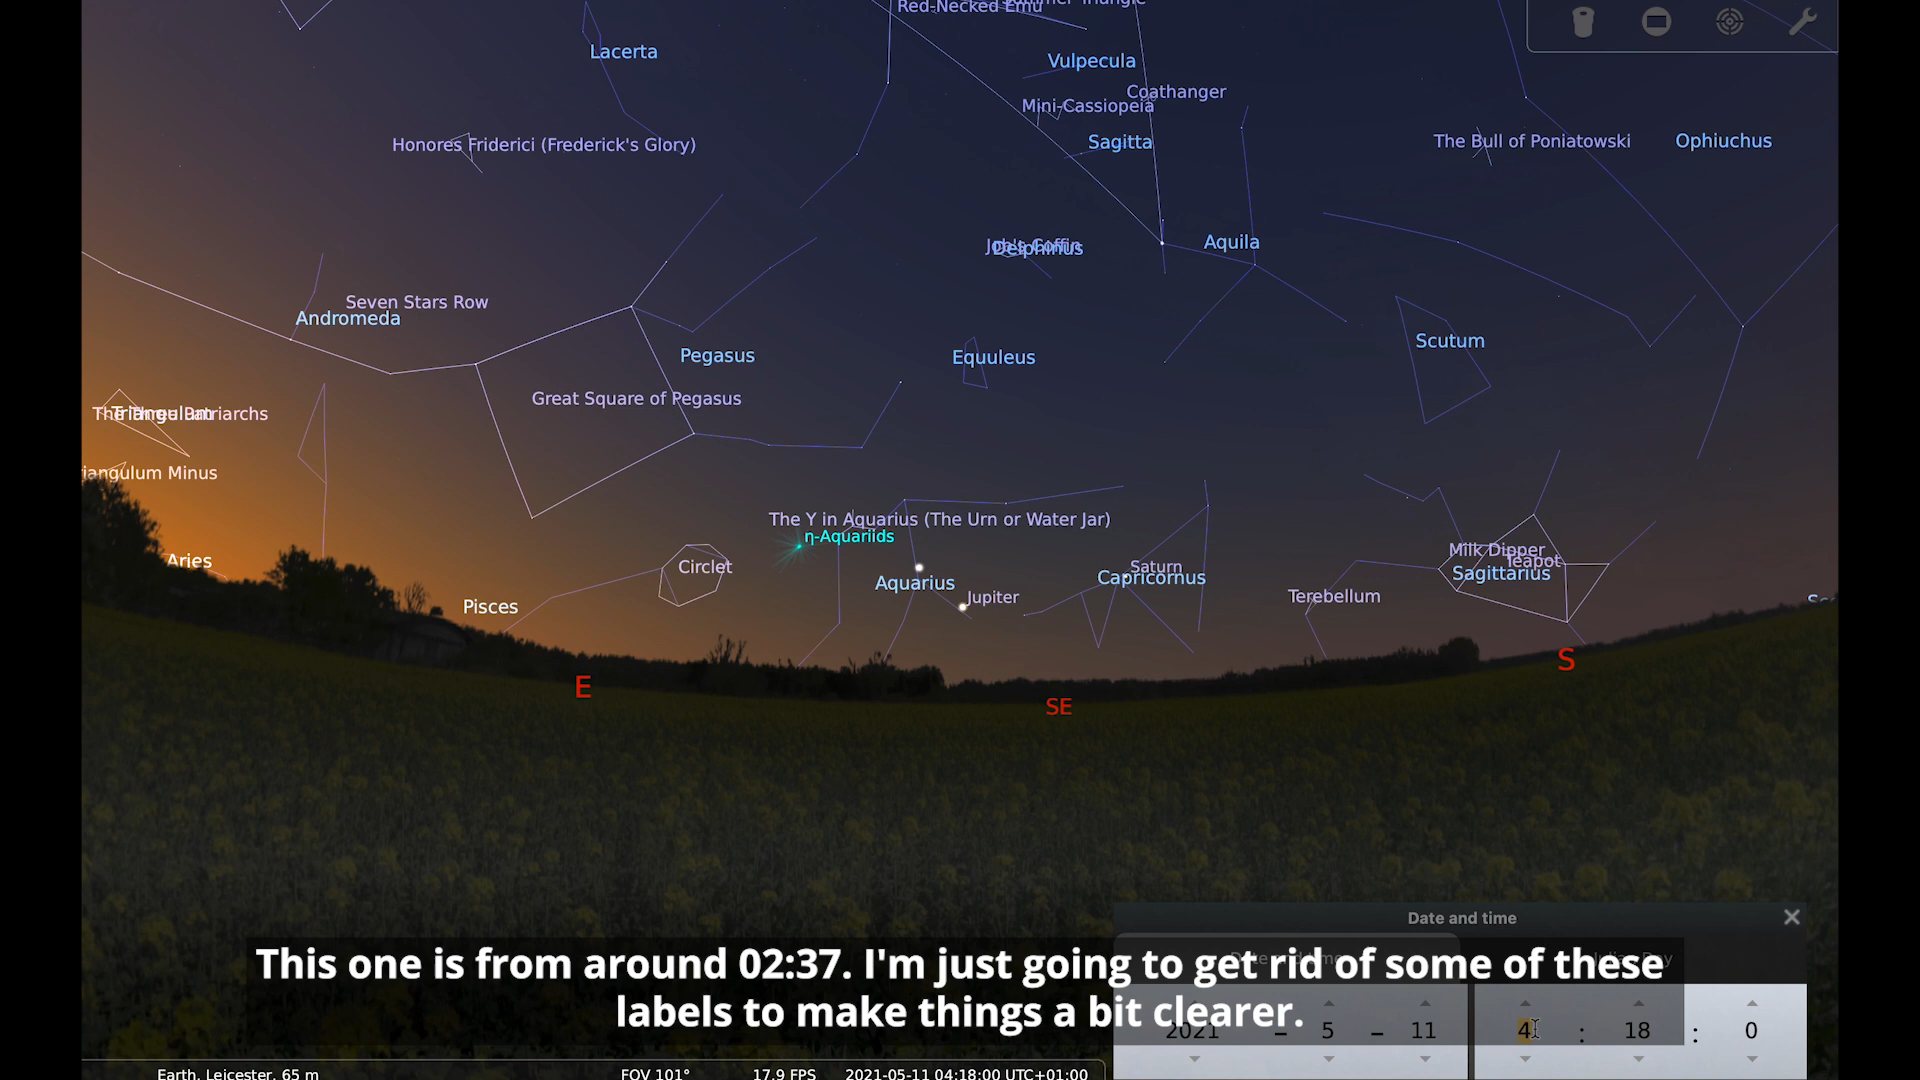 Red-Necked Emu
Lacerta
Vulpecula
Coathanger
Mini-Cassiopeia
Honores Friderici (Frederick's Glory)
Sagitta
The Bull of Poniatowski
Ophiuchus
Job's Coffin
Delphinus
Aquila
Seven Stars Row
Andromeda
Scutum
Pegasus
Equuleus
Great Square of Pegasus
Triangulum
iangulum Minus
The Y in Aquarius (The Urn or Water Jar)
η-Aquariids
Aries
Circlet
Saturn
Capricornus
Milk Dipper
Teapot
Sagittarius
Aquarius
Pisces
Jupiter
Terebellum
E
SE
S
Date and time
This one is from around 02:37. I'm just going to get rid of some of these
labels to make things a bit clearer.
2021 – 5 – 11 4 : 18 : 0
Earth, Leicester, 65 m FOV 101° 17.9 FPS 2021-05-11 04:18:00 UTC+01:00